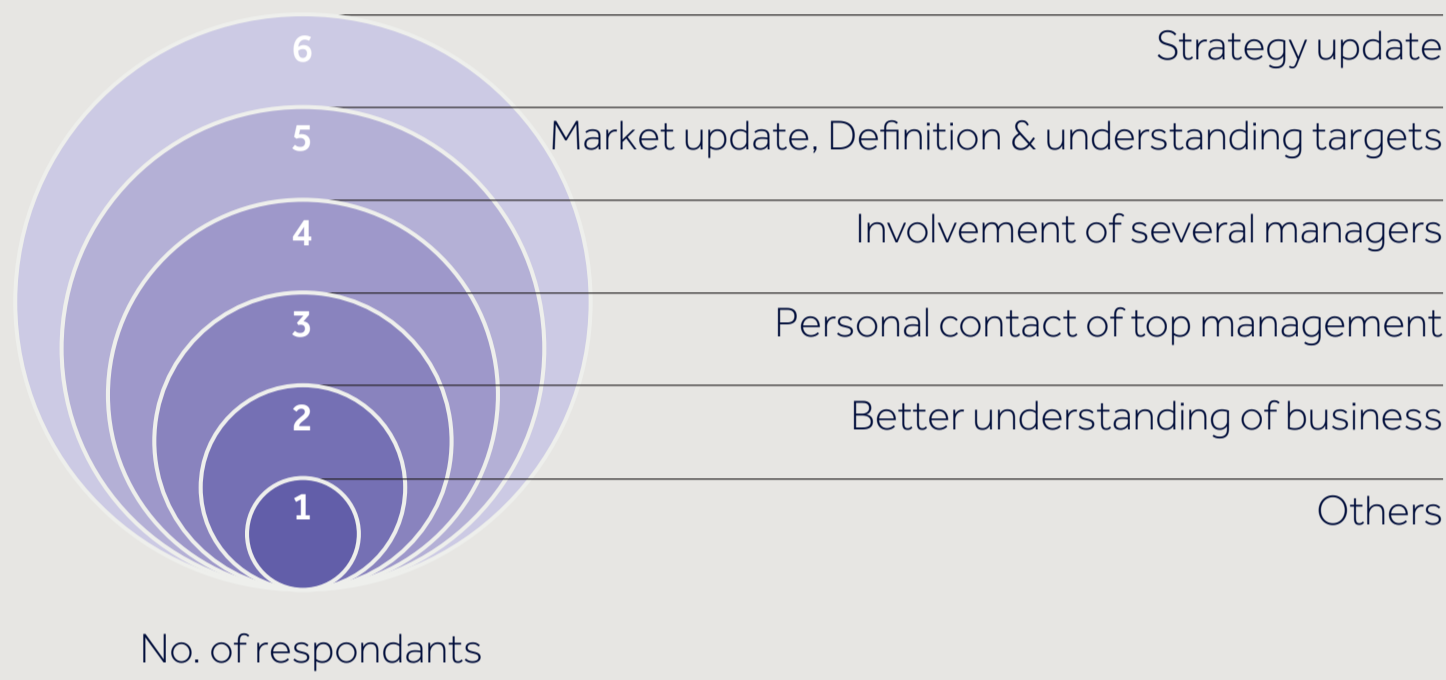 6
Strategy update
5
Market update, Definition & understanding targets
4
Involvement of several managers
3
Personal contact of top management
2
Better understanding of business
1
Others
No. of respondants